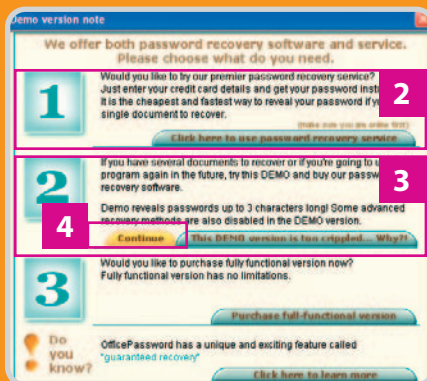 Demo version note
We offer both password recovery software and service.
Please choose what do you need.
1
Would you like to try our premier password recovery service?
Just enter your credit card details and get your password
It is the cheapest and fastest way to reveal your password if
single document to recover.
2
(make sure you are online first)
Click here to use password recovery service
2
If you have several documents to recover or if you're going to
program again in the future, try this DEMO and buy our
recovery software.
3
Demo reveals passwords up to 3 characters long! Some advanced
recovery methods are also disabled in the DEMO version.
4
Continue
This DEMO version is too crippled... Why?!
3
Would you like to purchase fully functional version now?
Fully functional version has no limitations.
Purchase full-functional version
Do you know?
OfficePassword has a unique and exciting feature called
"guaranteed recovery"
Click here to learn more